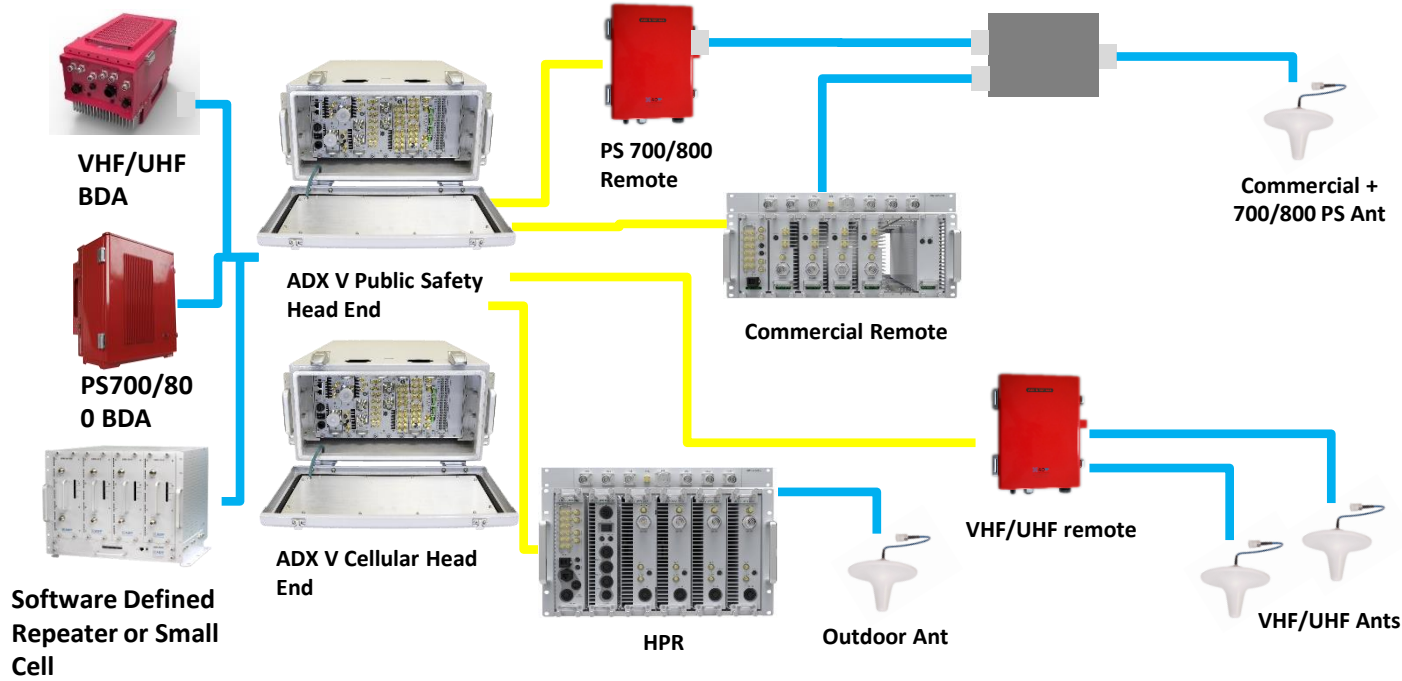 VHF/UHF
BDA
PS700/80
0 BDA
Software Defined
Repeater or Small
Cell
ADX V Public Safety
Head End
ADX V Cellular Head
End
PS 700/800
Remote
Commercial Remote
HPR
Outdoor Ant
Commercial +
700/800 PS Ant
VHF/UHF remote
VHF/UHF Ants